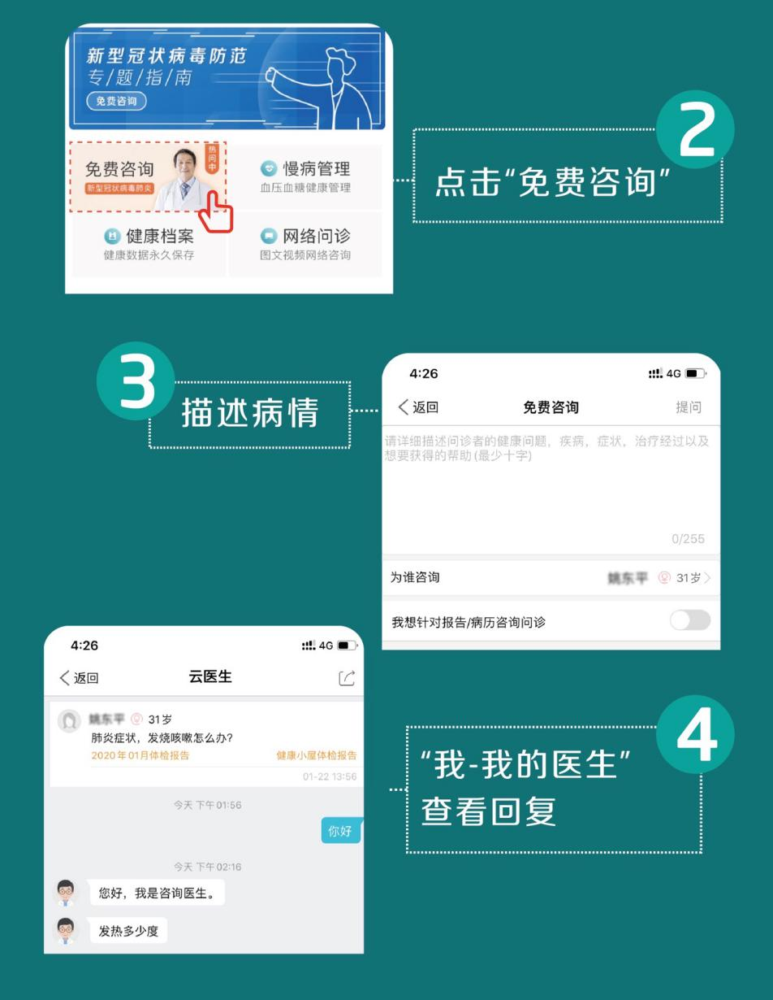 新型冠状病毒防范
专/题/指/南
免费咨询
免费咨询
新型冠状病毒肺炎
热问中
慢病管理
血压血糖健康管理
健康档案
健康数据永久保存
网络问诊
图文视频网络咨询
2
点击“免费咨询”
3
描述病情
4:26
4G
返回
免费咨询
提问
请详细描述问诊者的健康问题，疾病，症状，治疗经过以及
想要获得的帮助(最少十字)
0/255
为谁咨询
31岁
我想针对报告/病历咨询问诊
4:26
4G
返回
云医生
31岁
肺炎症状，发烧咳嗽怎么办?
2020年01月体检报告
健康小屋体检报告
01-22 13:56
今天 下午01:56
你好
今天 下午02:16
您好，我是咨询医生。
发热多少度
4
“我-我的医生”
查看回复